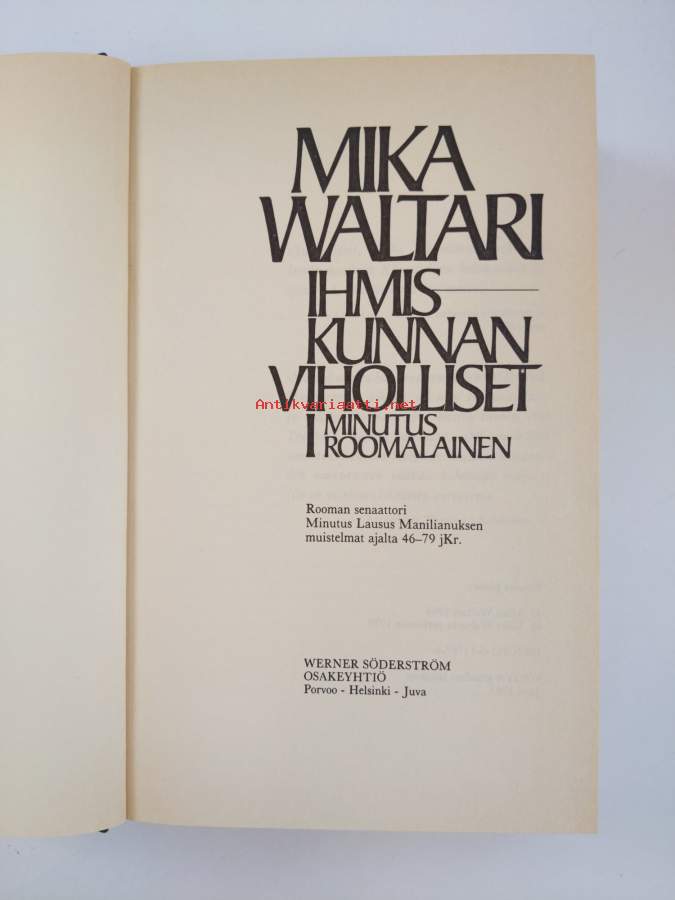 MIKA
WALTARI
IHMIS
KUNNAN
VIHOLLISET
Antikvariaatti.net
I MINUTUS
ROOMALAINEN
Rooman senaattori
Minutus Lausus Manilianuksen
muistelmat ajalta 46–79 jKr.
WERNER SÖDERSTRÖM
OSAKEYHTIÖ
Porvoo - Helsinki - Juva